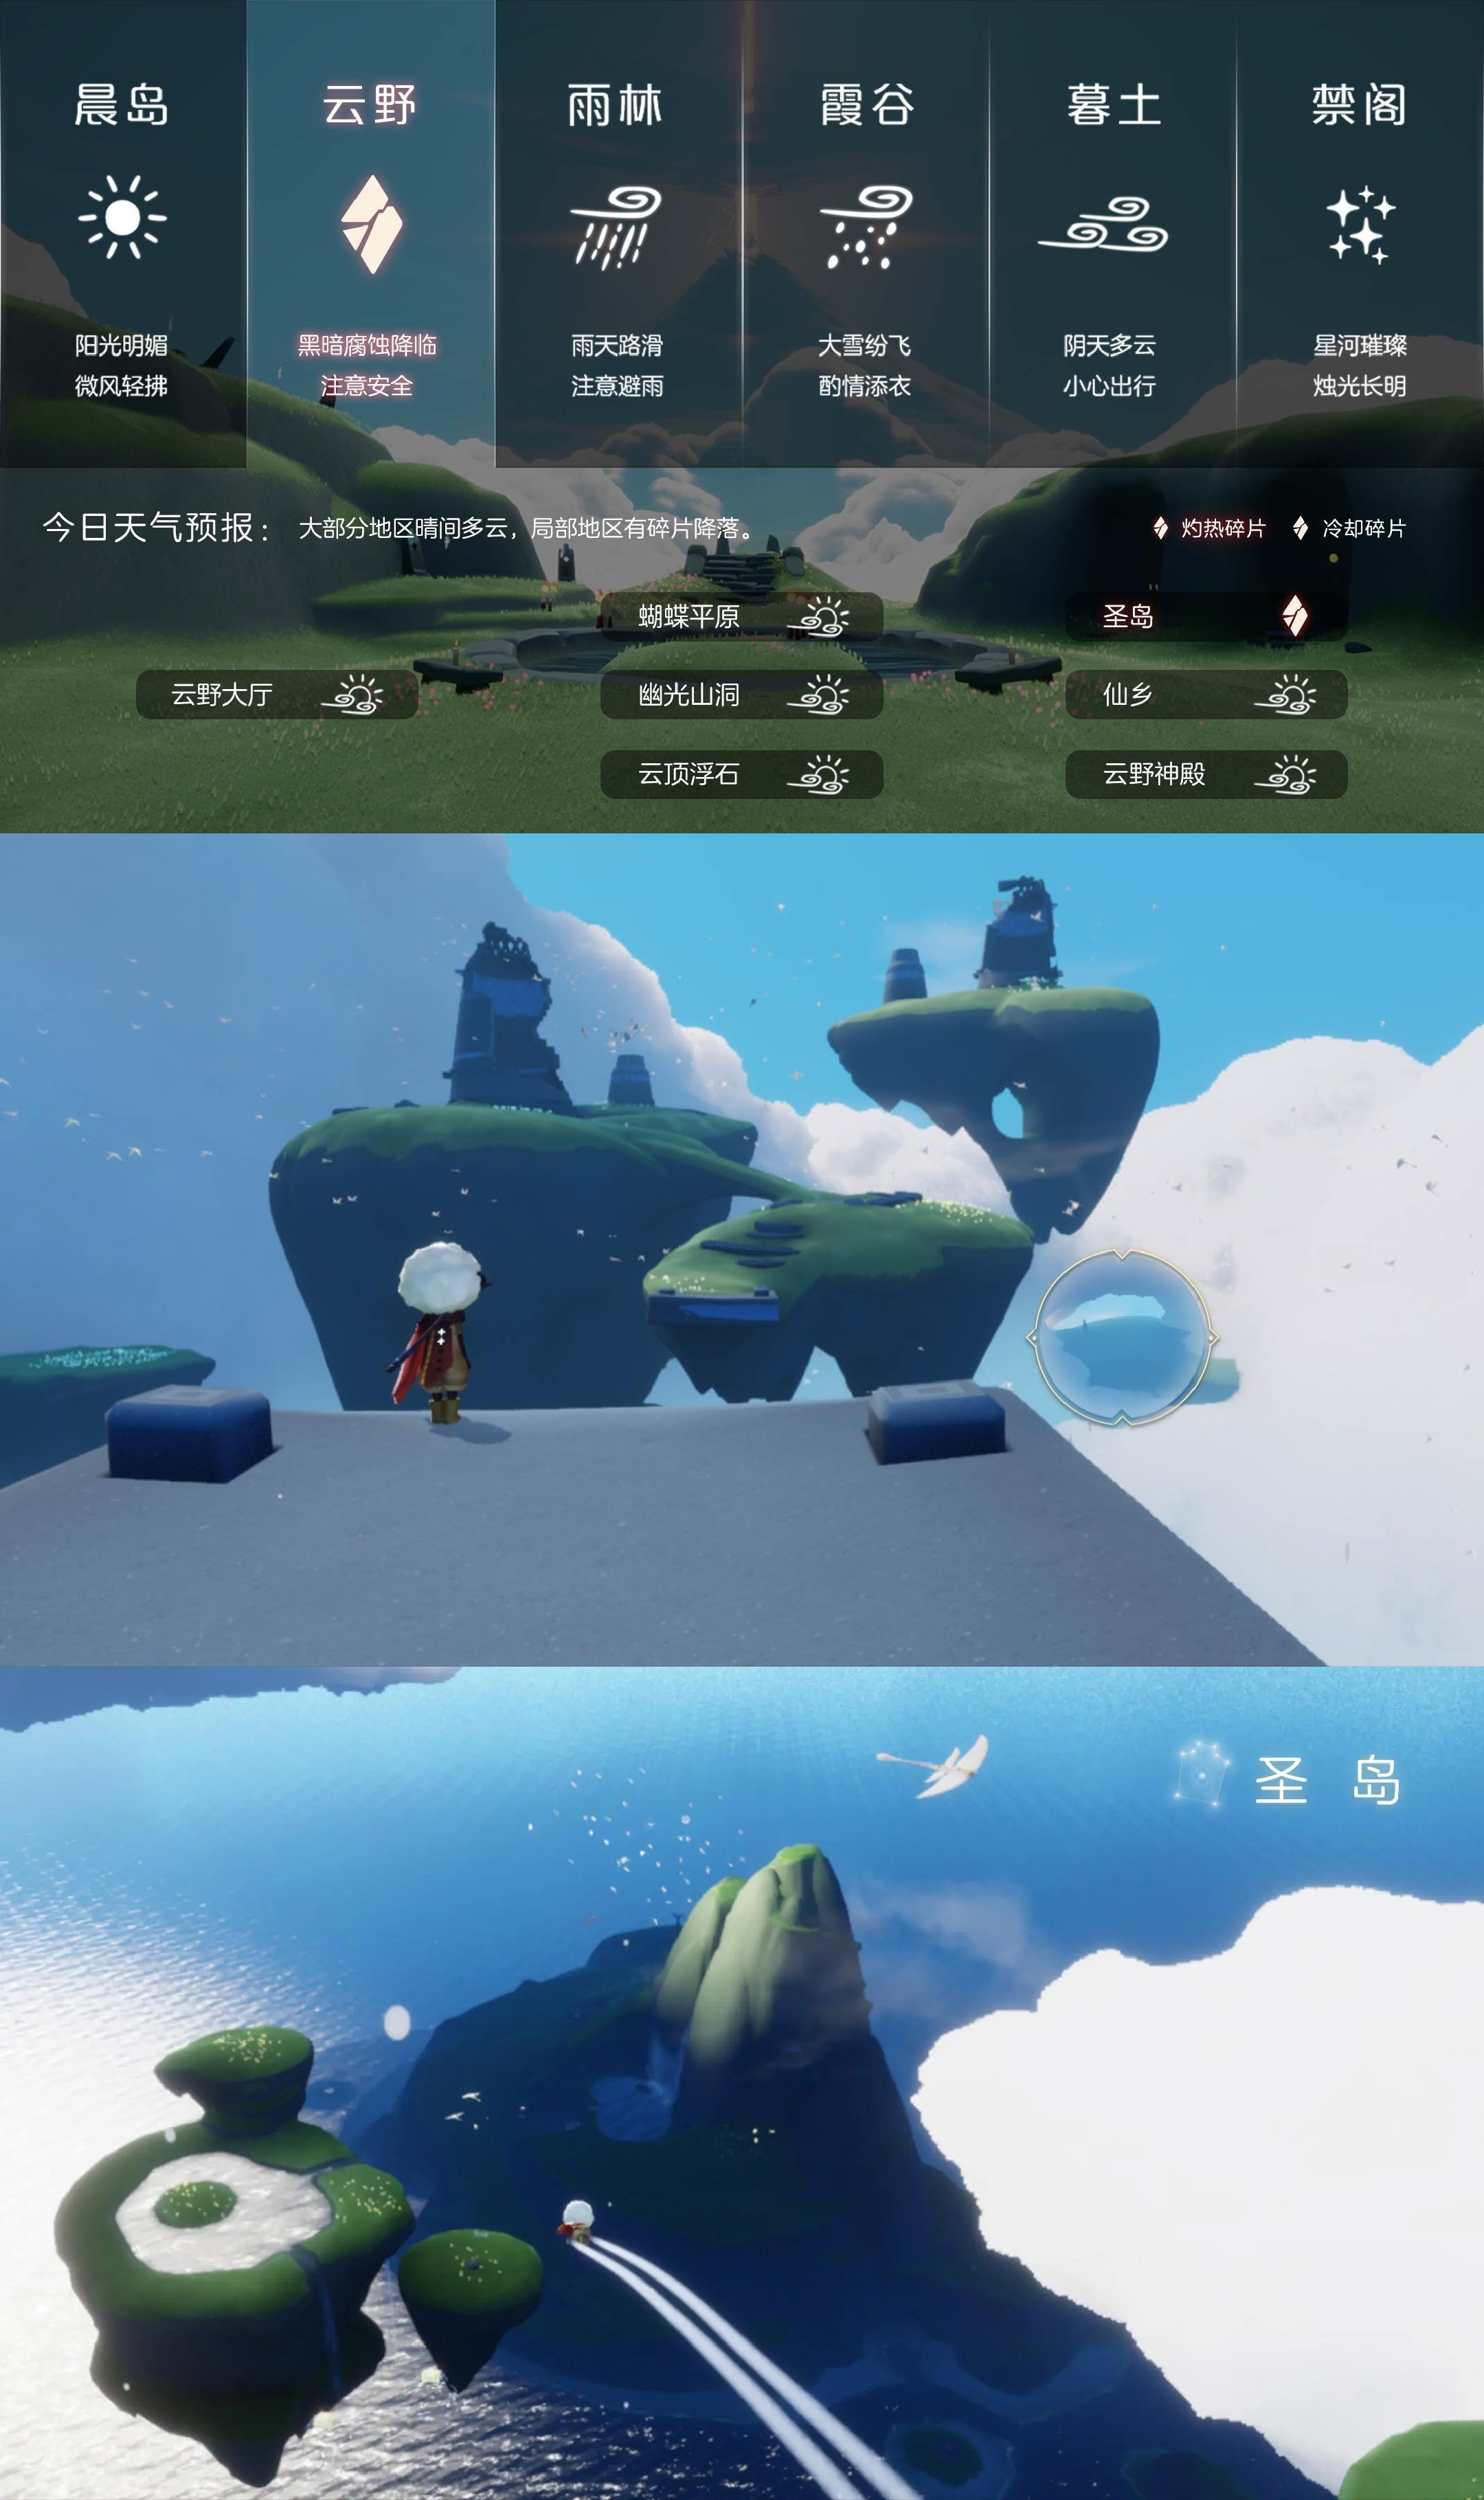 晨岛
云野
雨林
霞谷
暮土
禁阁
阳光明媚
微风轻拂
黑暗腐蚀降临
注意安全
雨天路滑
注意避雨
大雪纷飞
酌情添衣
阴天多云
小心出行
星河璀璨
烛光长明
今日天气预报：
大部分地区晴间多云，局部地区有碎片降落。
灼热碎片
冷却碎片
蝴蝶平原
圣岛
云野大厅
幽光山洞
仙乡
云顶浮石
云野神殿
圣 岛